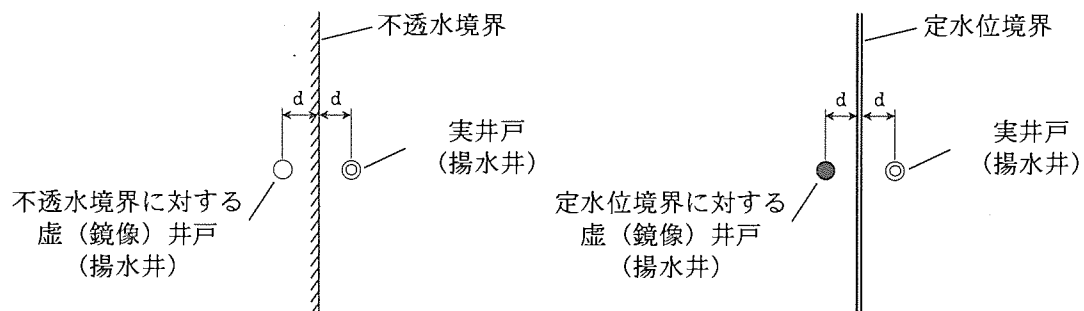 不透水境界
d
d
実井戸
(揚水井)
不透水境界に対する
虚(鏡像)井戸
(揚水井)
定水位境界
d
d
実井戸
(揚水井)
定水位境界に対する
虚(鏡像)井戸
(揚水井)